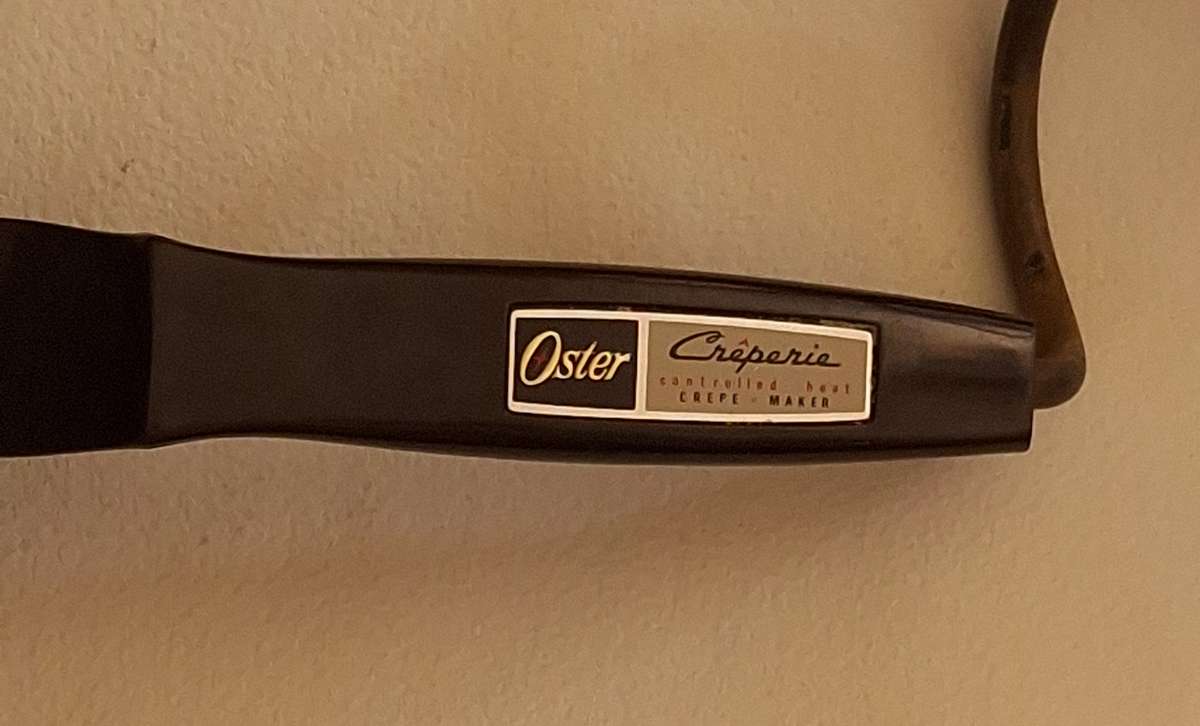 Oster
Crêperie
controlled heat
CREPE - MAKER